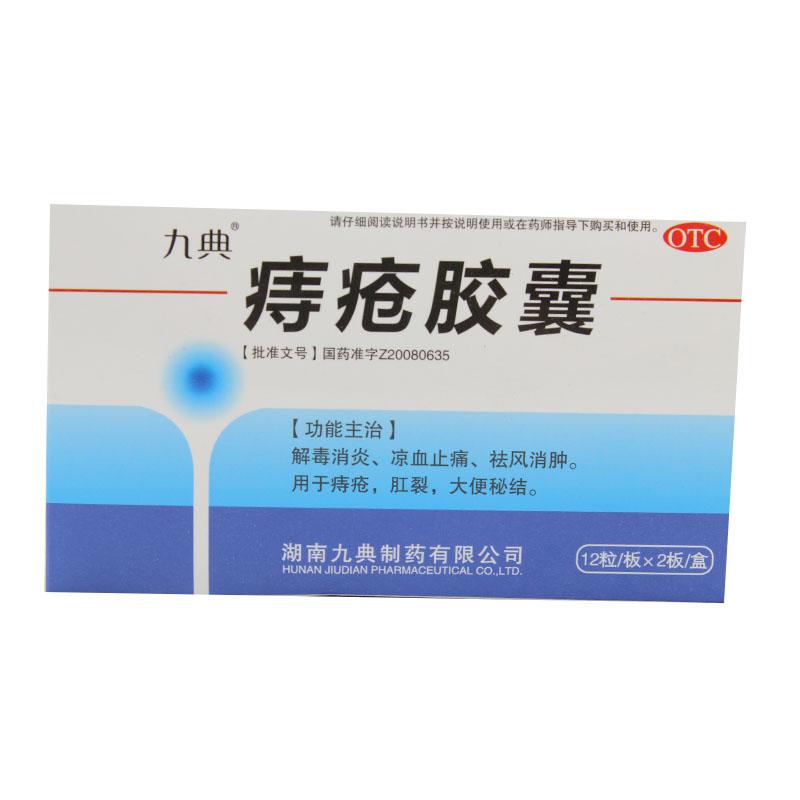 请仔细阅读说明书并按说明使用或在药师指导下购买和使用。
九典®
OTC
痔疮胶囊
【批准文号】国药准字Z20080635
【功能主治】
解毒消炎、凉血止痛、祛风消肿。
用于痔疮，肛裂，大便秘结。
湖南九典制药有限公司
HUNAN JIUDIAN PHARMACEUTICAL CO.,LTD.
12粒/板×2板/盒